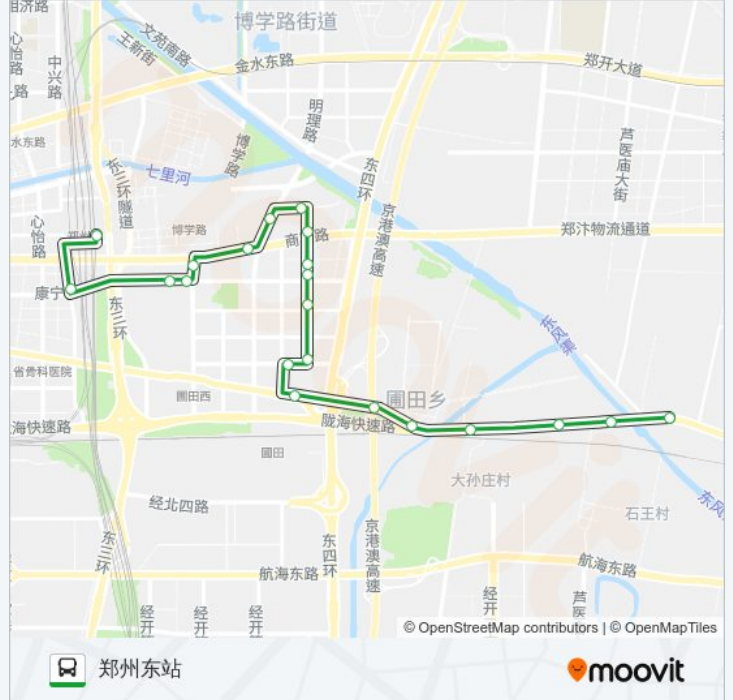 博学路街道
文苑南路
王新街
心怡路
中兴路
金水东路
郑开大道
明理路
博学路
芦医庙大街
水东路
东三环隧道
七里河
东四环
京港澳高速
心怡路
博学路
商
路
郑汴物流通道
康宁
东三环
东风渠
省骨科医院
圃田西
圃田乡
海快速路
陇海快速路
圃田
大孙庄村
石王村
经北四路
东三环
东四环
京港澳高速
航海东路
航海东路
经开
经开
经开
经开
芦医
© OpenStreetMap contributors | © OpenMapTiles
郑州东站
moovit